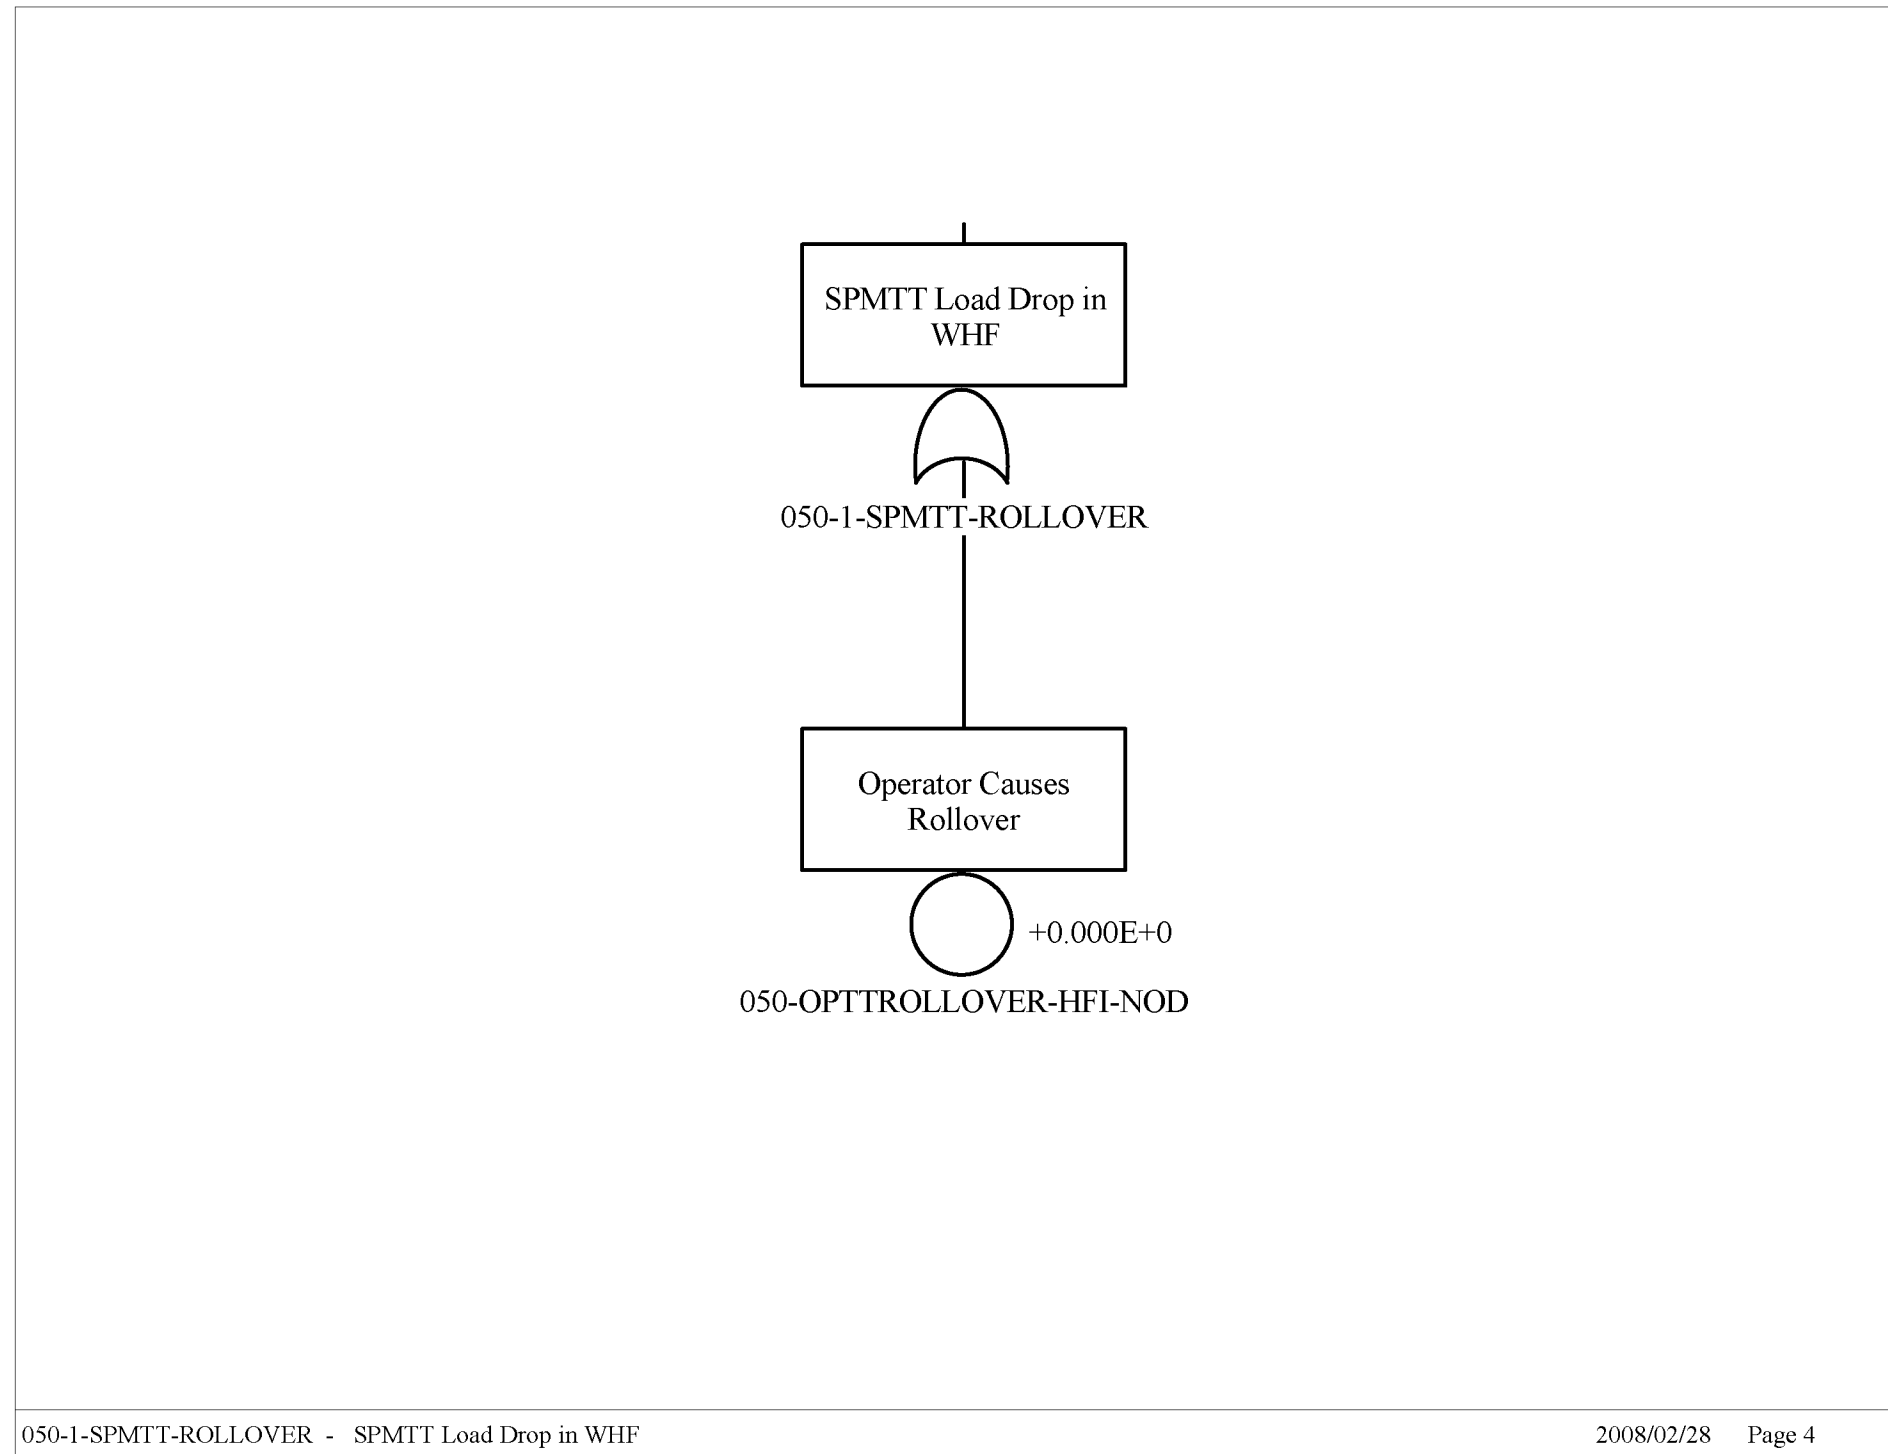 SPMTT Load Drop in
WHF
050-1-SPMTT-ROLLOVER
Operator Causes
Rollover
+0.000E+0
050-OPTTROLLOVER-HFI-NOD
050-1-SPMTT-ROLLOVER - SPMTT Load Drop in WHF 2008/02/28 Page 4